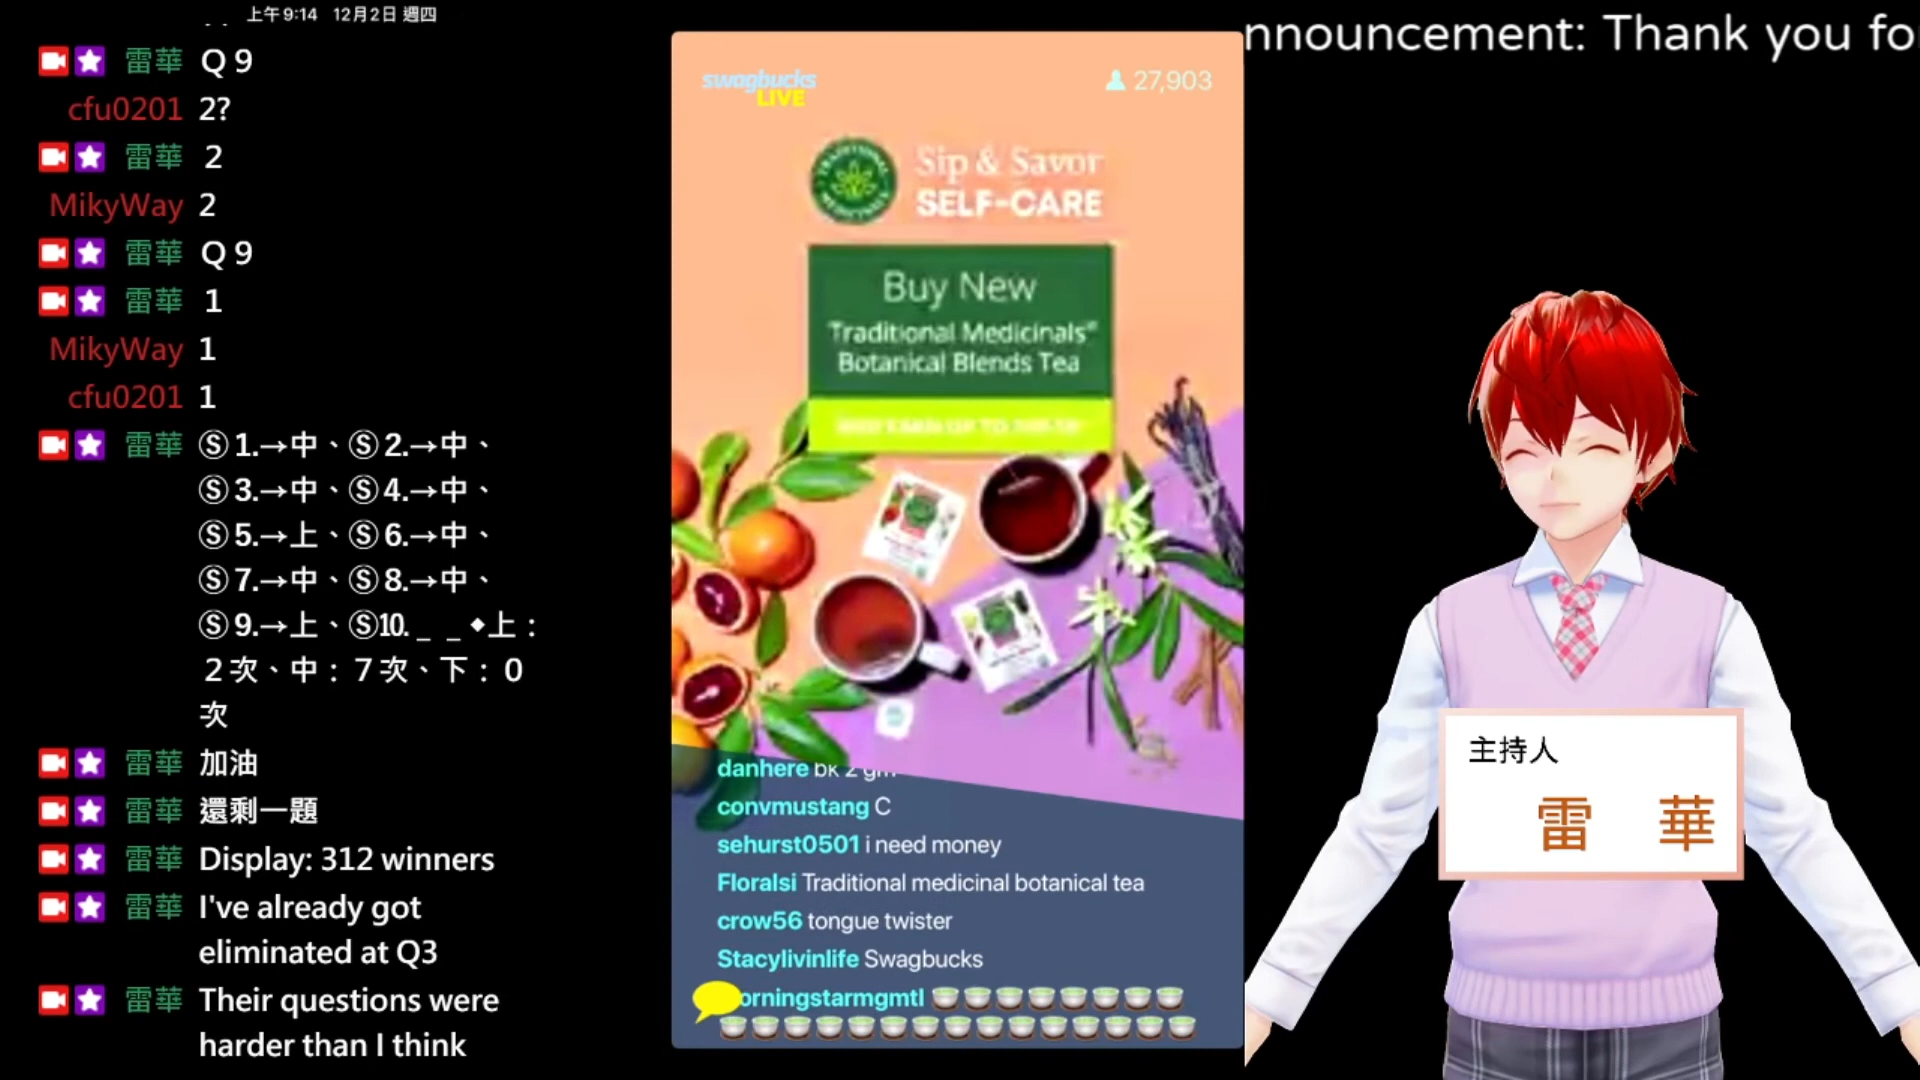 上午9:14 12月2日 週四
雷華 Q 9
cfu0201 2?
雷華 2
MikyWay 2
雷華 Q 9
雷華 1
MikyWay 1
cfu0201 1
雷華 Ⓢ1.→中、Ⓢ2.→中、
Ⓢ3.→中、Ⓢ4.→中、
Ⓢ5.→上、Ⓢ6.→中、
Ⓢ7.→中、Ⓢ8.→中、
Ⓢ9.→上、Ⓢ10. _ _ ◆上：
2次、中：7次、下：0
次
雷華 加油
雷華 還剩一題
雷華 Display: 312 winners
雷華 I've already got
eliminated at Q3
雷華 Their questions were
harder than I think
swagbucks
LIVE
27,903
TRADITIONAL MEDICINALS
Sip & Savor
SELF-CARE
Buy New
Traditional Medicinals®
Botanical Blends Tea
danhere bk 2 gm
convmustang C
sehurst0501 i need money
Floralsi Traditional medicinal botanical tea
crow56 tongue twister
Stacylivinlife Swagbucks
orningstarmgmtl
nnouncement: Thank you fo
主持人
雷 華